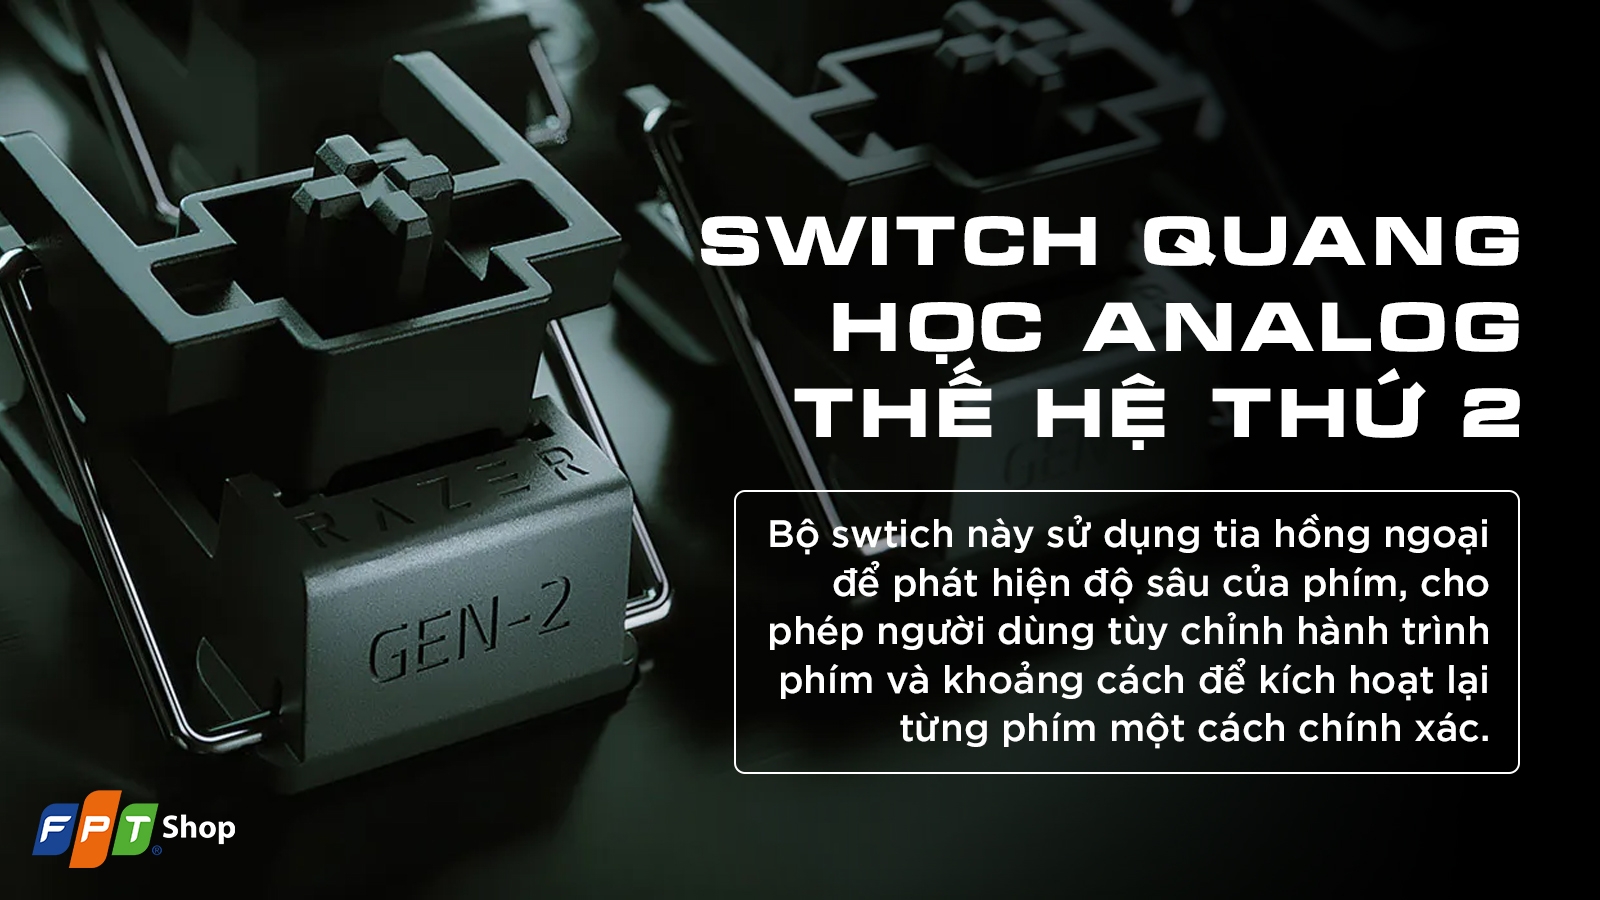 SWITCH QUANG
HỌC ANALOG
THẾ HỆ THỨ 2
Bộ swtich này sử dụng tia hồng ngoại
để phát hiện độ sâu của phím, cho
phép người dùng tùy chỉnh hành trình
phím và khoảng cách để kích hoạt lại
từng phím một cách chính xác.
RAZER
GEN-2
GEN
FPT® Shop